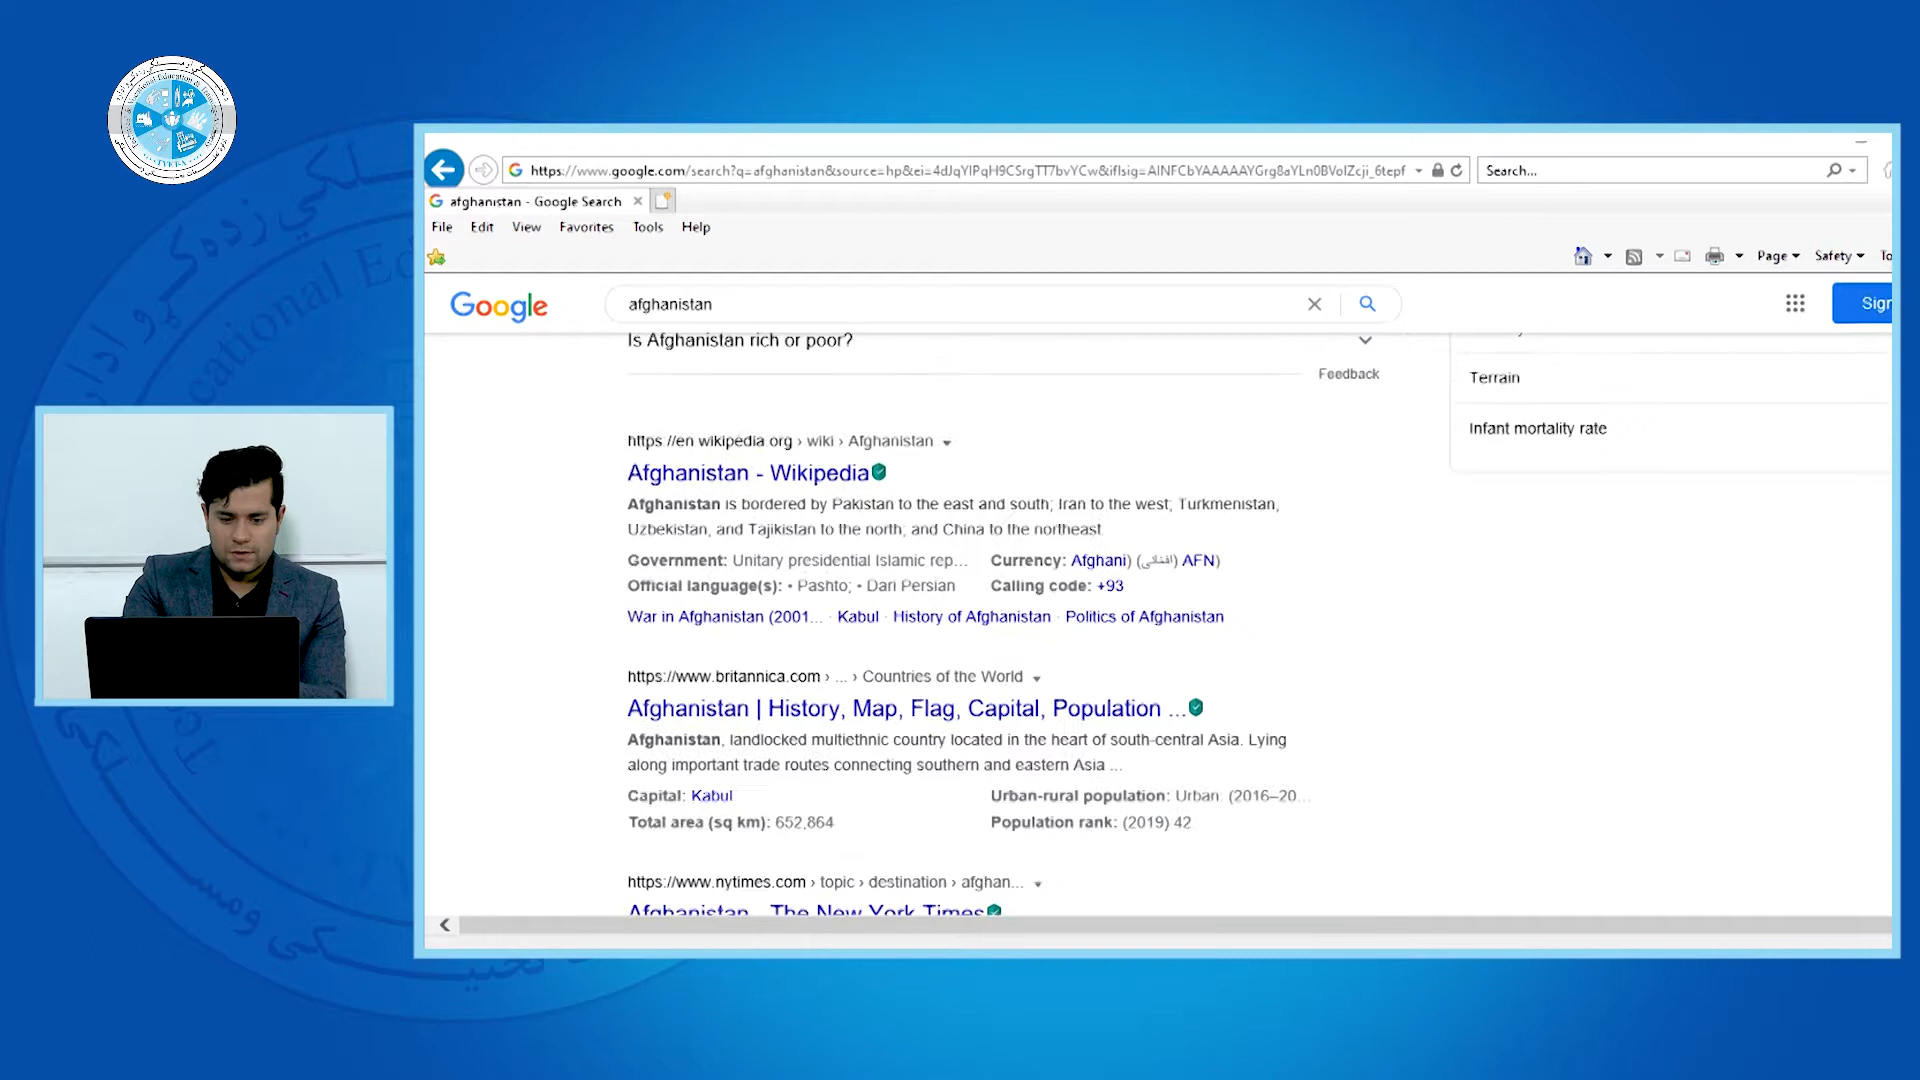 https://www.google.com/search?q=afghanistan&source=hp&ei=4dJqYIPqH9CSrgTT7bvYCw&iflsig=AINFCbYAAAAAYGrg8aYLn0BVolZcji_6tepf
Search...
afghanistan - Google Search
File Edit View Favorites Tools Help
Page Safety
Google
afghanistan
Is Afghanistan rich or poor?
Feedback
Terrain
Infant mortality rate
https //en wikipedia org › wiki › Afghanistan
Afghanistan - Wikipedia
Afghanistan is bordered by Pakistan to the east and south; Iran to the west; Turkmenistan,
Uzbekistan, and Tajikistan to the north; and China to the northeast
Government: Unitary presidential Islamic rep... Currency: Afghani) (افغانی) AFN)
Official language(s): • Pashto; • Dari Persian Calling code: +93
War in Afghanistan (2001... · Kabul · History of Afghanistan · Politics of Afghanistan
https://www.britannica.com › ... › Countries of the World
Afghanistan | History, Map, Flag, Capital, Population ...
Afghanistan, landlocked multiethnic country located in the heart of south-central Asia. Lying
along important trade routes connecting southern and eastern Asia ...
Capital: Kabul Urban-rural population: Urban: (2016–20...
Total area (sq km): 652,864 Population rank: (2019) 42
https://www.nytimes.com › topic › destination › afghan...
Afghanistan - The New York Times